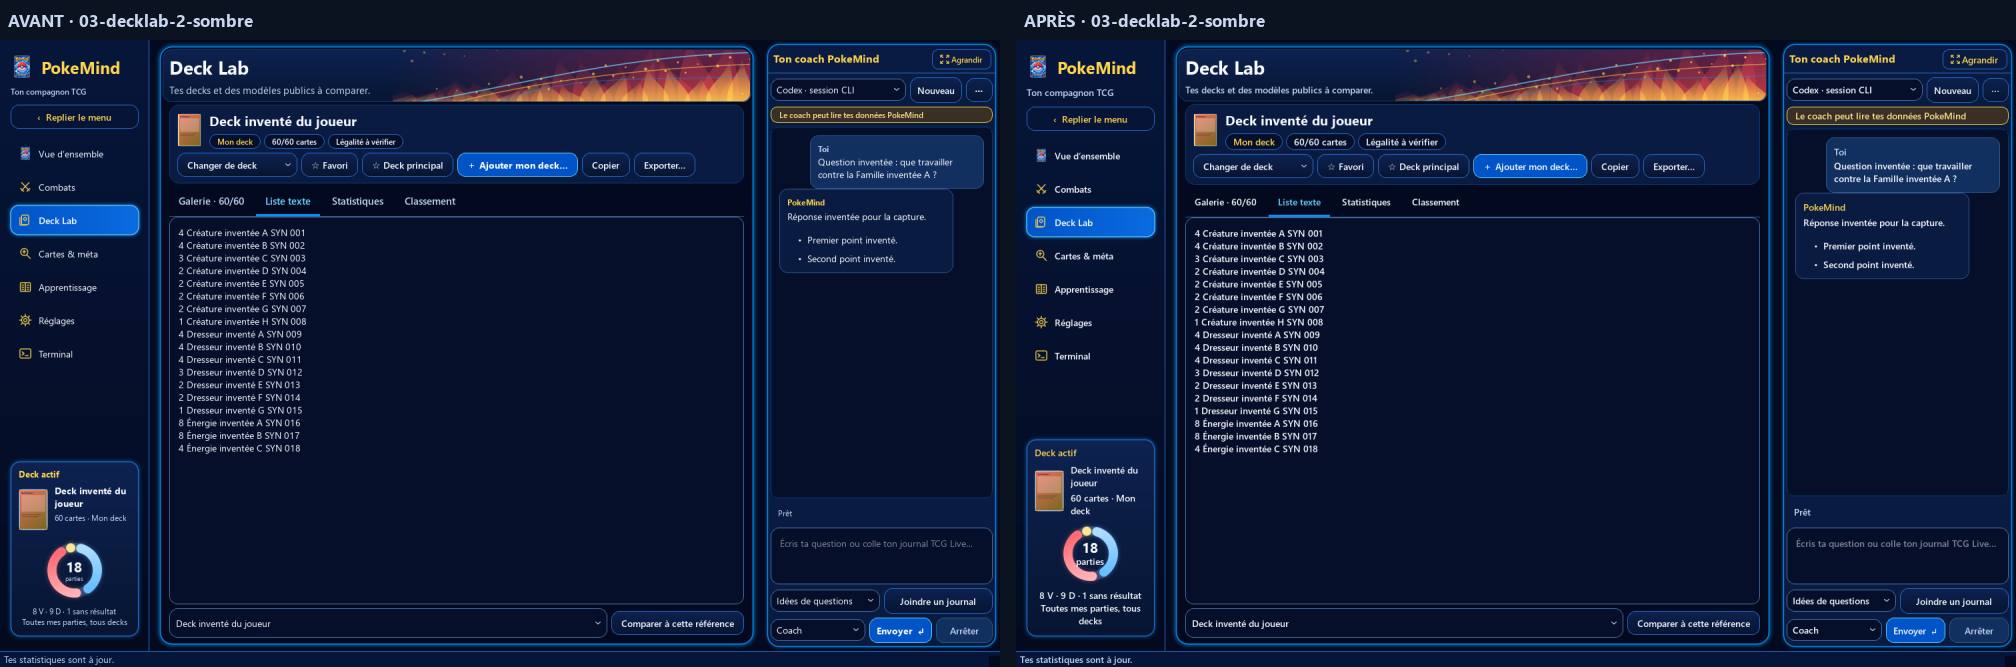 AVANT · 03-decklab-2-sombre
PokeMind
Ton compagnon TCG
‹ Replier le menu
Vue d'ensemble
Combats
Deck Lab
Cartes & méta
Apprentissage
Réglages
Terminal
Deck actif
Deck inventé du
joueur
60 cartes · Mon deck
18
parties
8 V · 9 D · 1 sans résultat
Toutes mes parties, tous decks
Deck Lab
Tes decks et des modèles publics à comparer.
Deck inventé du joueur
Mon deck
60/60 cartes
Légalité à vérifier
Changer de deck
☆ Favori
☆ Deck principal
+ Ajouter mon deck...
Copier
Exporter...
Galerie · 60/60
Liste texte
Statistiques
Classement
4 Créature inventée A SYN 001
4 Créature inventée B SYN 002
3 Créature inventée C SYN 003
2 Créature inventée D SYN 004
2 Créature inventée E SYN 005
2 Créature inventée F SYN 006
2 Créature inventée G SYN 007
1 Créature inventée H SYN 008
4 Dresseur inventé A SYN 009
4 Dresseur inventé B SYN 010
4 Dresseur inventé C SYN 011
3 Dresseur inventé D SYN 012
2 Dresseur inventé E SYN 013
2 Dresseur inventé F SYN 014
1 Dresseur inventé G SYN 015
8 Énergie inventée A SYN 016
8 Énergie inventée B SYN 017
4 Énergie inventée C SYN 018
Deck inventé du joueur
Comparer à cette référence
Ton coach PokeMind
Agrandir
Codex · session CLI
Nouveau
...
Le coach peut lire tes données PokeMind
Toi
Question inventée : que travailler
contre la Famille inventée A ?
PokeMind
Réponse inventée pour la capture.
• Premier point inventé.
• Second point inventé.
Prêt
Écris ta question ou colle ton journal TCG Live...
Idées de questions
Joindre un journal
Coach
Envoyer ↲
Arrêter
Tes statistiques sont à jour.
APRÈS · 03-decklab-2-sombre
PokeMind
Ton compagnon TCG
‹ Replier le menu
Vue d'ensemble
Combats
Deck Lab
Cartes & méta
Apprentissage
Réglages
Terminal
Deck actif
Deck inventé du
joueur
60 cartes · Mon
deck
18
parties
8 V · 9 D · 1 sans résultat
Toutes mes parties, tous
decks
Deck Lab
Tes decks et des modèles publics à comparer.
Deck inventé du joueur
Mon deck
60/60 cartes
Légalité à vérifier
Changer de deck
☆ Favori
☆ Deck principal
+ Ajouter mon deck...
Copier
Exporter...
Galerie · 60/60
Liste texte
Statistiques
Classement
4 Créature inventée A SYN 001
4 Créature inventée B SYN 002
3 Créature inventée C SYN 003
2 Créature inventée D SYN 004
2 Créature inventée E SYN 005
2 Créature inventée F SYN 006
2 Créature inventée G SYN 007
1 Créature inventée H SYN 008
4 Dresseur inventé A SYN 009
4 Dresseur inventé B SYN 010
4 Dresseur inventé C SYN 011
3 Dresseur inventé D SYN 012
2 Dresseur inventé E SYN 013
2 Dresseur inventé F SYN 014
1 Dresseur inventé G SYN 015
8 Énergie inventée A SYN 016
8 Énergie inventée B SYN 017
4 Énergie inventée C SYN 018
Deck inventé du joueur
Comparer à cette référence
Ton coach PokeMind
Agrandir
Codex · session CLI
Nouveau
...
Le coach peut lire tes données PokeMind
Toi
Question inventée : que travailler
contre la Famille inventée A ?
PokeMind
Réponse inventée pour la capture.
• Premier point inventé.
• Second point inventé.
Prêt
Écris ta question ou colle ton journal TCG Live...
Idées de questions
Joindre un journal
Coach
Envoyer ↲
Arrêter
Tes statistiques sont à jour.